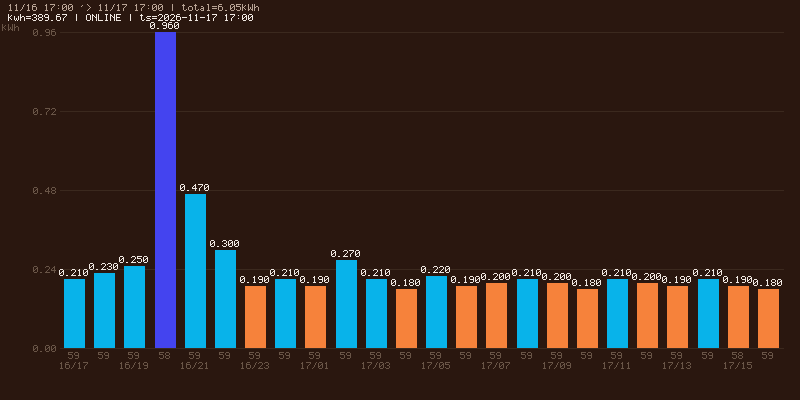 11/16 17:00 -> 11/17 17:00 | total=6.05kWh
Kwh=389.67 | ONLINE | ts=2026-11-17 17:00
kWh
0.96
0.72
0.48
0.24
0.00
0.210 0.230 0.250 0.960 0.470 0.300 0.190 0.210 0.190 0.270 0.210 0.180 0.220 0.190 0.200 0.210 0.200 0.180 0.210 0.200 0.190 0.210 0.190 0.180
59 59 59 58 59 59 59 59 59 59 59 59 59 59 59 59 59 59 59 59 59 59 58 59
16/17 16/19 16/21 16/23 17/01 17/03 17/05 17/07 17/09 17/11 17/13 17/15